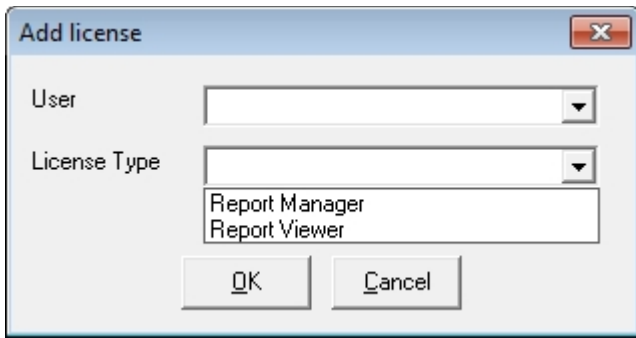 Add license
User
License Type
Report Manager
Report Viewer
OK Cancel